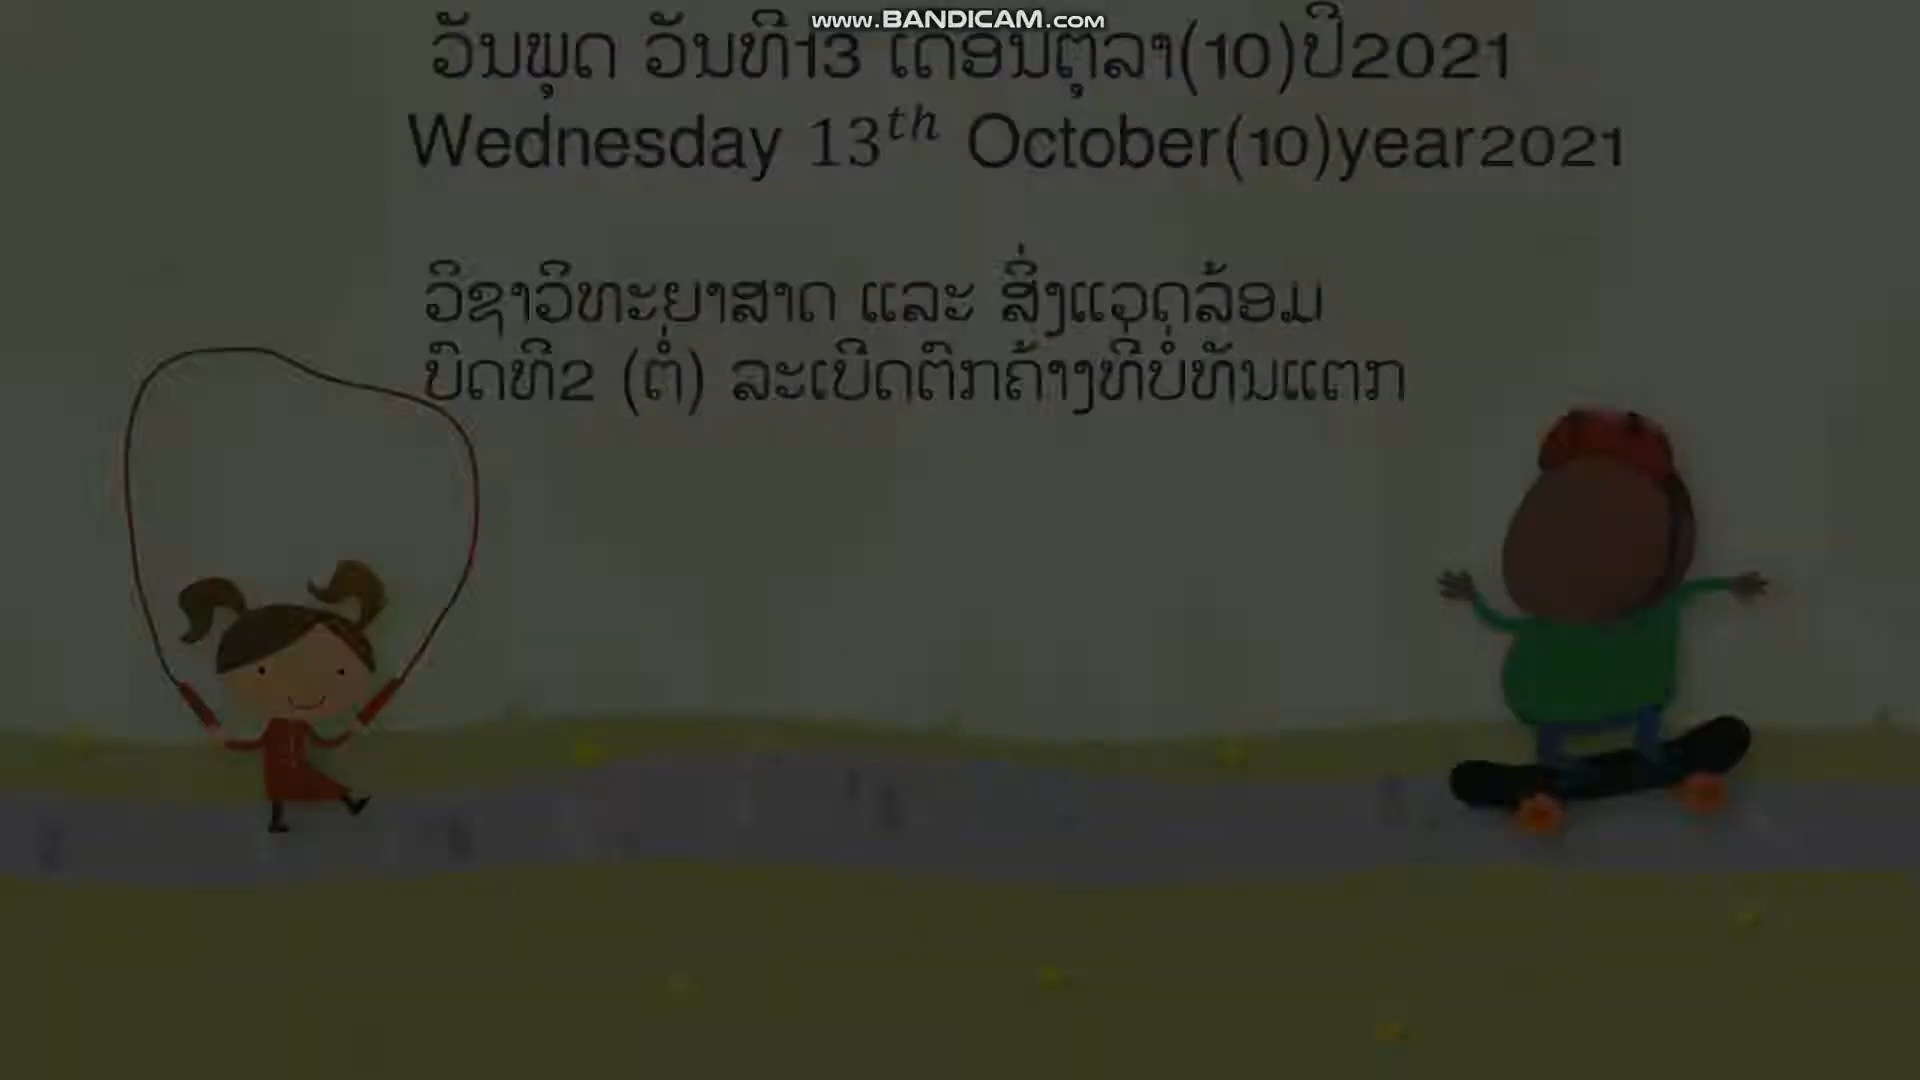 www.BANDICAM.com
ວັນພຸດ ວັນທີ13 ເດືອນຕຸລາ(10)ປີ2021
Wednesday 13th October(10)year2021
ວິຊາວິທະຍາສາດ ແລະ ສິ່ງແວດລ້ອມ
ບົດທີ2 (ຕໍ່) ລະເບີດຕົກຄ້າງທີ່ບໍ່ທັນແຕກ